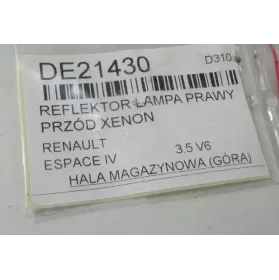 DE21430 D310
REFLEKTOR LAMPA PRAWY
PRZÓD XENON
RENAULT 3.5 V6
ESPACE IV
HALA MAGAZYNOWA (GÓRA)